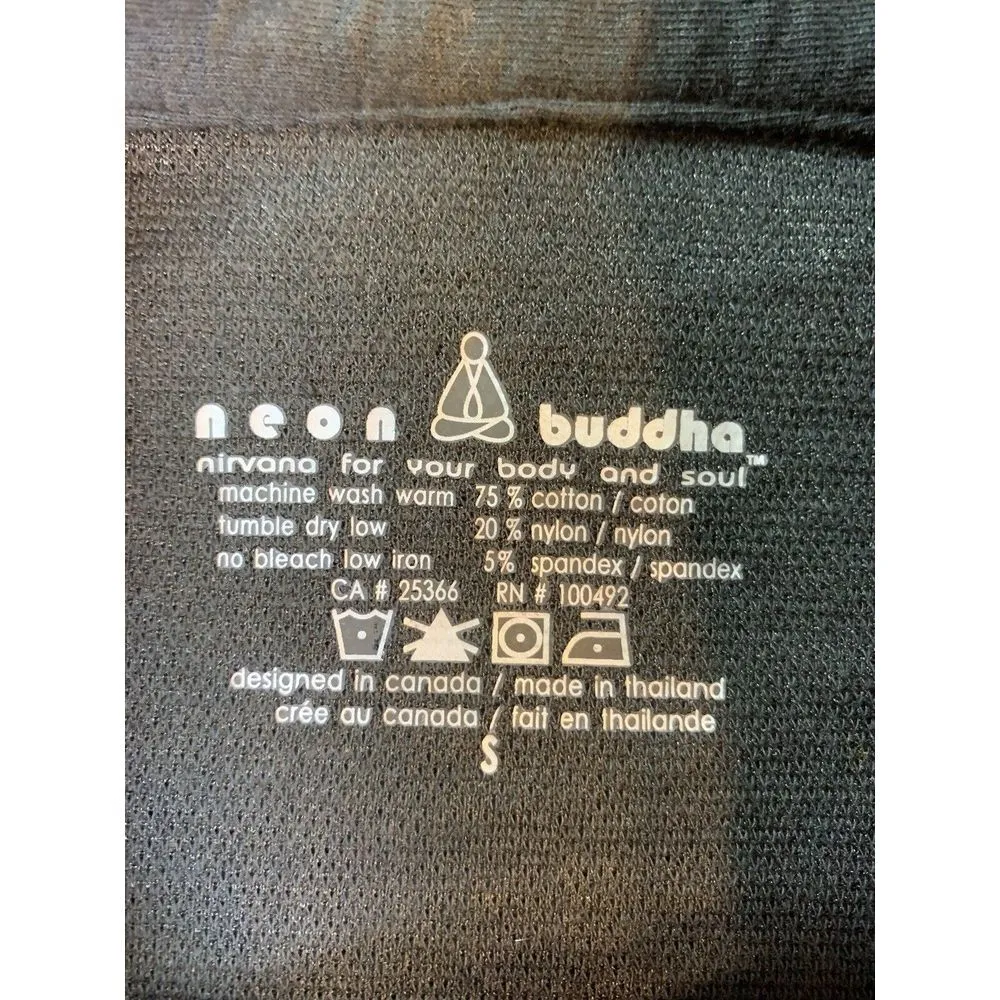 neon buddha™
nirvana for your body and soul
machine wash warm 75 % cotton / coton
tumble dry low 20 % nylon / nylon
no bleach low iron 5% spandex / spandex
CA # 25366 RN # 100492
designed in canada / made in thailand
crée au canada / fait en thailande
S